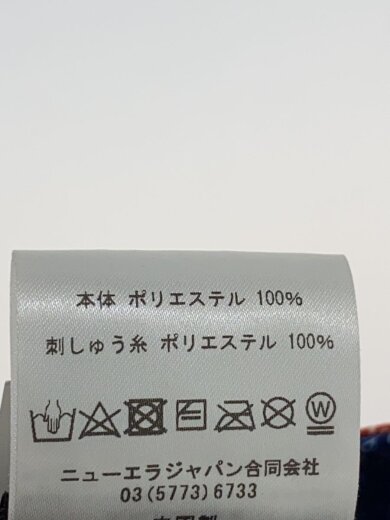 本体 ポリエステル 100%
刺しゅう糸 ポリエステル 100%
W
ニューエラジャパン合同会社
03(5773)6733